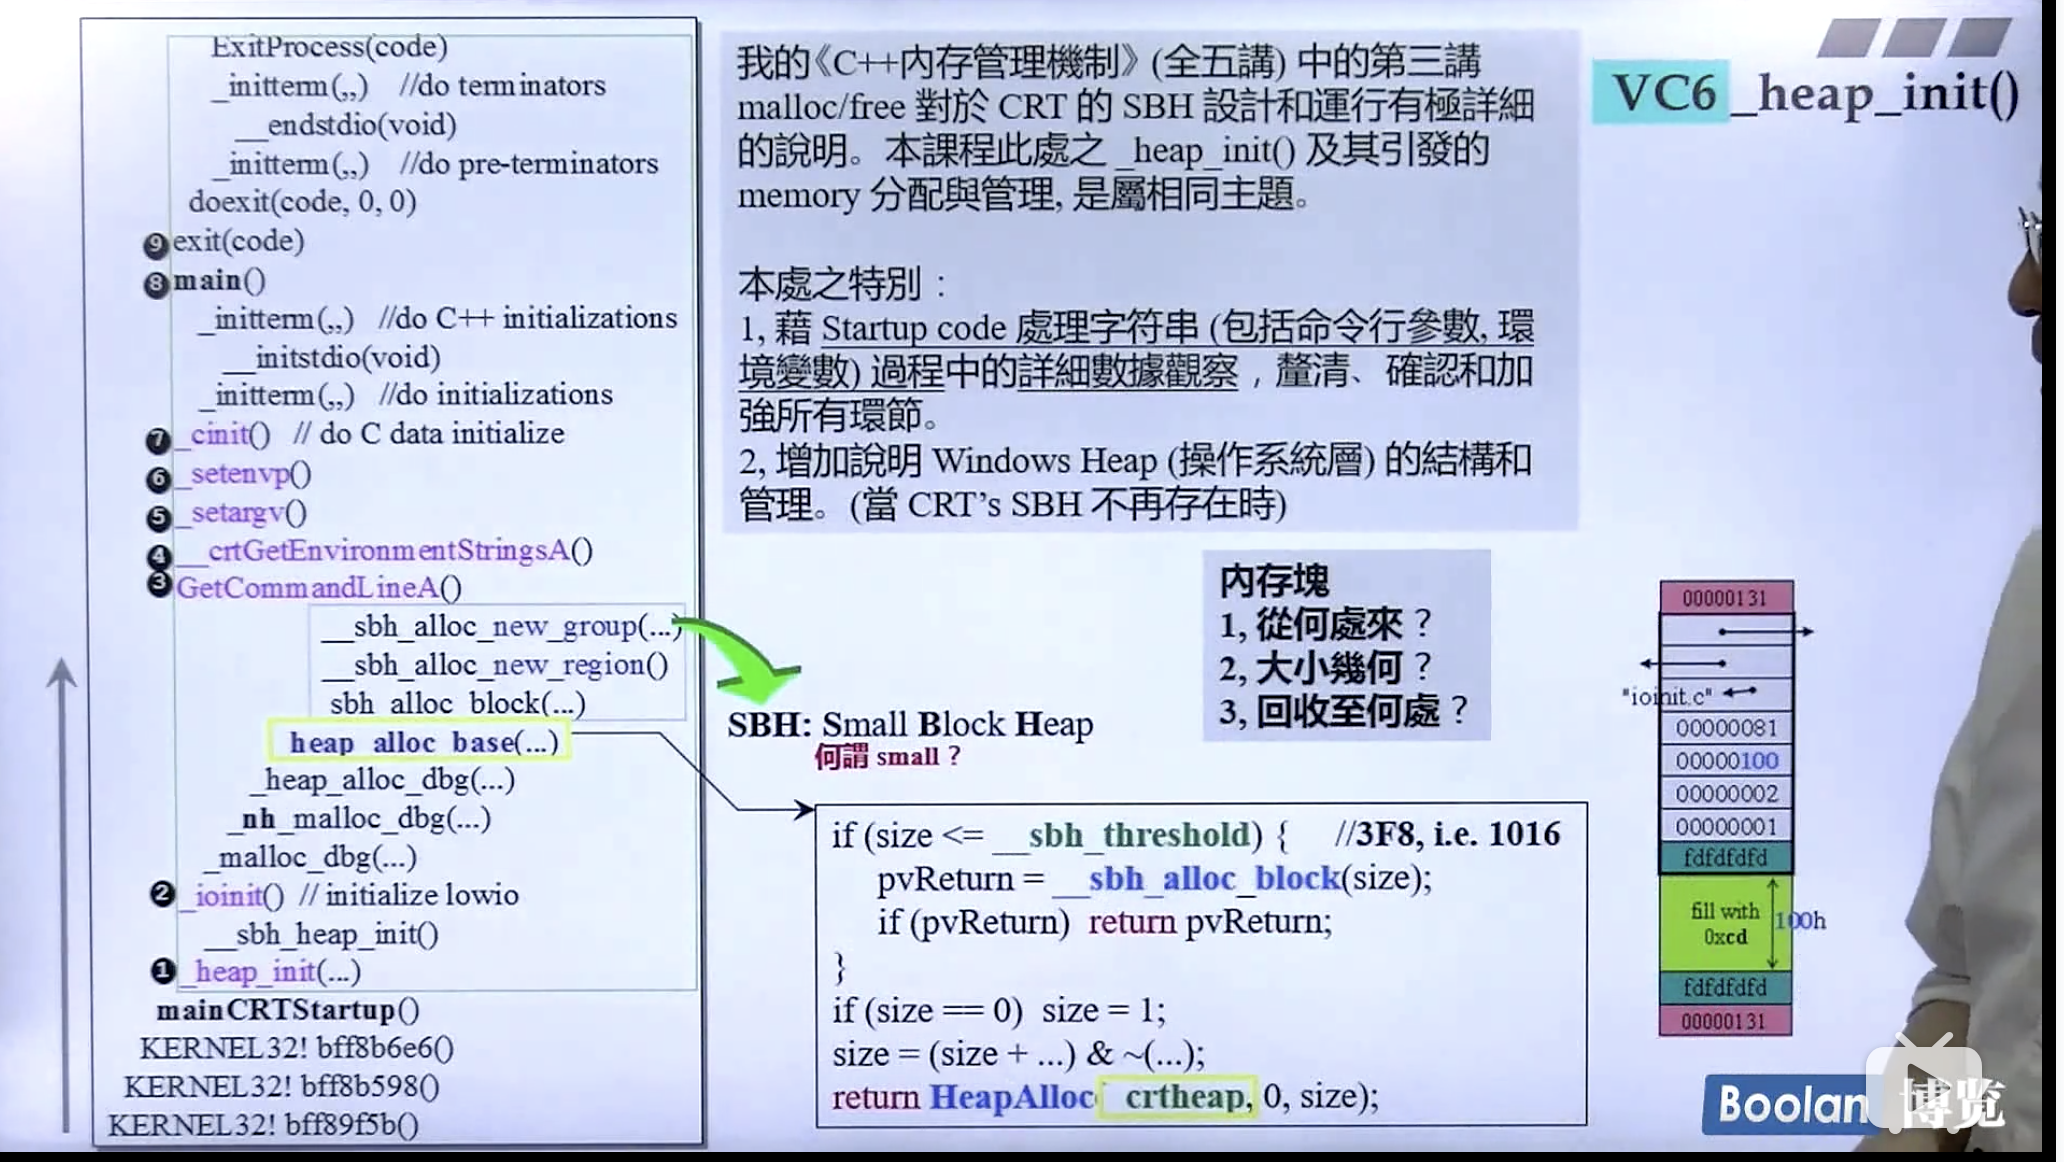 VC6 _heap_init()
ExitProcess(code)
_initterm(,,) //do terminators
__endstdio(void)
_initterm(,,) //do pre-terminators
doexit(code, 0, 0)
❾ exit(code)
❽ main()
_initterm(,,) //do C++ initializations
__initstdio(void)
_initterm(,,) //do initializations
❼ _cinit() // do C data initialize
❻ _setenvp()
❺ _setargv()
❹ __crtGetEnvironmentStringsA()
❸ GetCommandLineA()
__sbh_alloc_new_group(...)
__sbh_alloc_new_region()
__sbh_alloc_block(...)
_heap_alloc_base(...)
_heap_alloc_dbg(...)
_nh_malloc_dbg(...)
_malloc_dbg(...)
❷ _ioinit() // initialize lowio
__sbh_heap_init()
❶ _heap_init(...)
mainCRTStartup()
KERNEL32! bff8b6e6()
KERNEL32! bff8b598()
KERNEL32! bff89f5b()
我的《C++內存管理機制》(全五講) 中的第三講
malloc/free 對於 CRT 的 SBH 設計和運行有極詳細
的說明。本課程此處之 _heap_init() 及其引發的
memory 分配與管理, 是屬相同主題。
本處之特別：
1, 藉 Startup code 處理字符串 (包括命令行參數, 環
境變數) 過程中的詳細數據觀察，釐清、確認和加
強所有環節。
2, 增加說明 Windows Heap (操作系統層) 的結構和
管理。(當 CRT's SBH 不再存在時)
內存塊
1, 從何處來？
2, 大小幾何？
3, 回收至何處？
SBH: Small Block Heap
何謂 small？
if (size <= __sbh_threshold) { //3F8, i.e. 1016
pvReturn = __sbh_alloc_block(size);
if (pvReturn) return pvReturn;
}
if (size == 0) size = 1;
size = (size + ...) & ~(...);
return HeapAlloc(_crtheap, 0, size);
00000131
"ioinit.c"
00000081
00000100
00000002
00000001
fdfdfdfd
fill with
0xcd
100h
fdfdfdfd
00000131
Boolan 博览